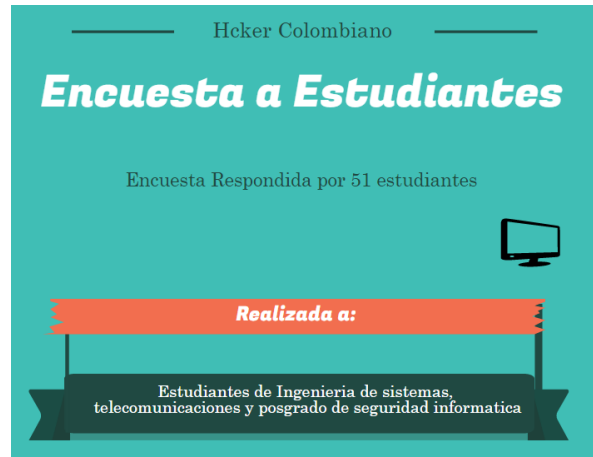 Hcker Colombiano
Encuesta a Estudiantes
Encuesta Respondida por 51 estudiantes
Realizada a:
Estudiantes de Ingenieria de sistemas,
telecomunicaciones y posgrado de seguridad informatica